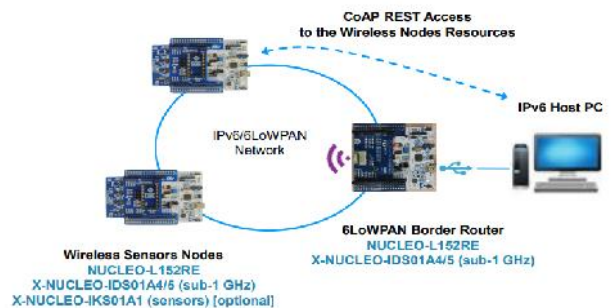 CoAP REST Access
to the Wireless Nodes Resources
IPv6 Host PC
IPv6/6LoWPAN
Network
6LoWPAN Border Router
NUCLEO-L152RE
X-NUCLEO-IDS01A4/5 (sub-1 GHz)
Wireless Sensors Nodes
NUCLEO-L152RE
X-NUCLEO-IDS01A4/5 (sub-1 GHz)
X-NUCLEO-IKS01A1 (sensors) [optional]